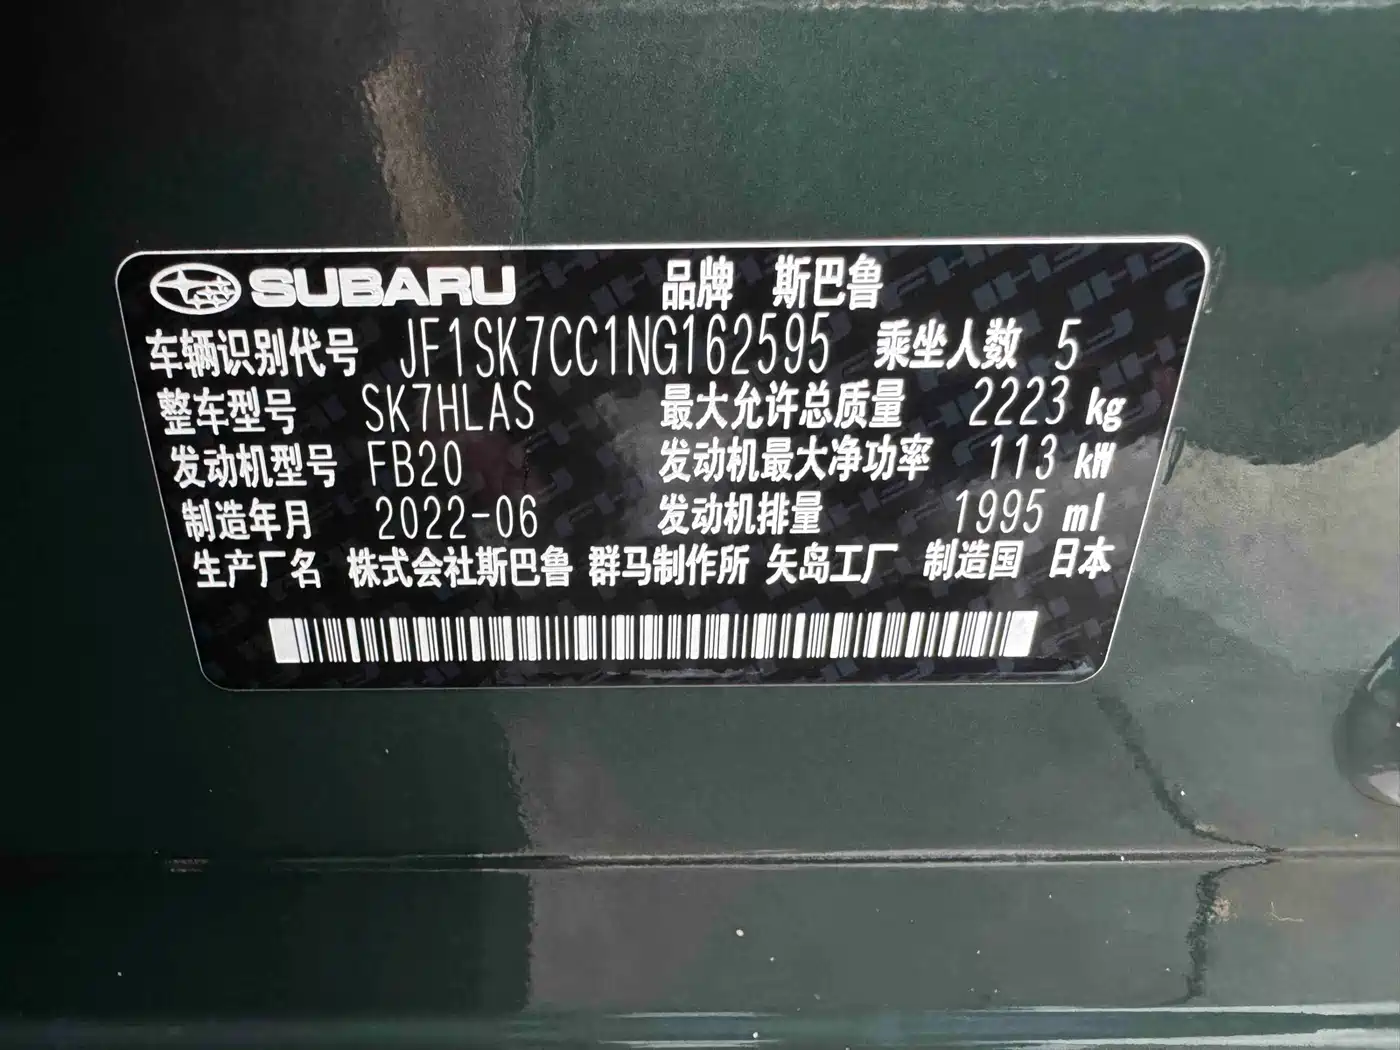 SUBARU 品牌 斯巴鲁
车辆识别代号 JF1SK7CC1NG162595 乘坐人数 5
整车型号 SK7HLAS 最大允许总质量 2223 kg
发动机型号 FB20 发动机最大净功率 113 kW
制造年月 2022-06 发动机排量 1995 ml
生产厂名 株式会社斯巴鲁 群马制作所 矢岛工厂 制造国 日本